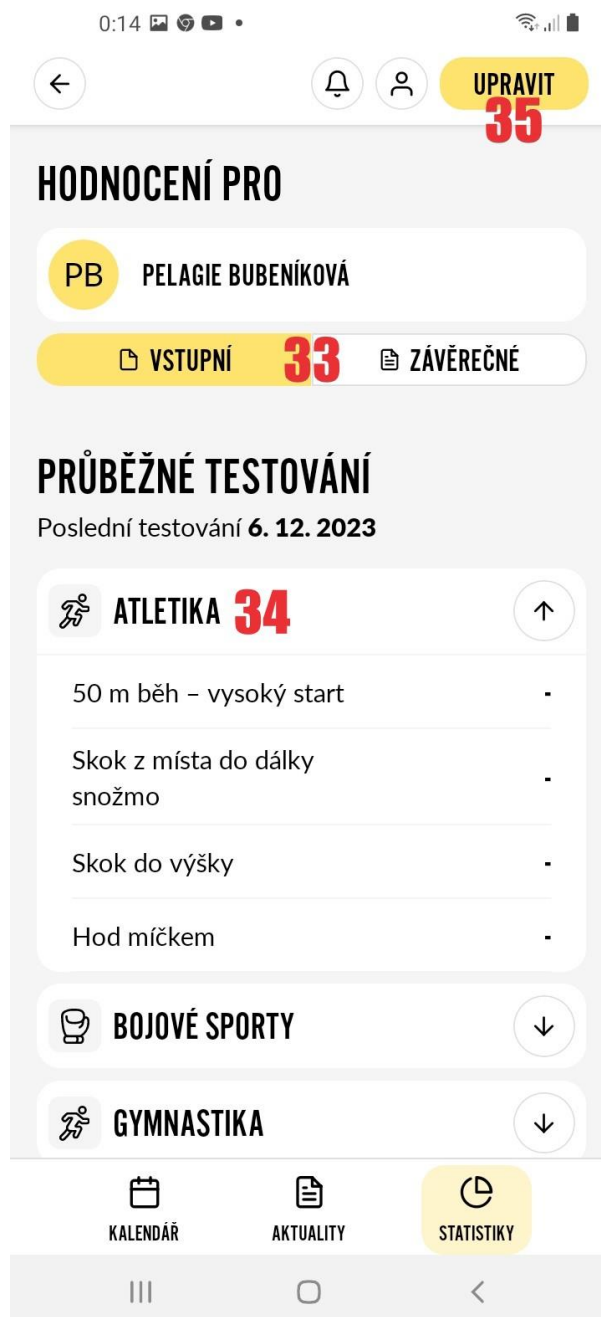 0:14
UPRAVIT
35
HODNOCENÍ PRO
PB PELAGIE BUBENÍKOVÁ
VSTUPNÍ 33 ZÁVĚREČNÉ
PRŮBĚŽNÉ TESTOVÁNÍ
Poslední testování 6. 12. 2023
ATLETIKA 34
50 m běh – vysoký start -
Skok z místa do dálky
snožmo -
Skok do výšky -
Hod míčkem -
BOJOVÉ SPORTY
GYMNASTIKA
KALENDÁŘ AKTUALITY STATISTIKY